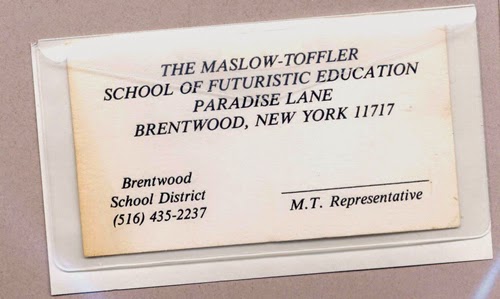 THE MASLOW-TOFFLER
SCHOOL OF FUTURISTIC EDUCATION
PARADISE LANE
BRENTWOOD, NEW YORK 11717
Brentwood
School District
(516) 435-2237
M.T. Representative